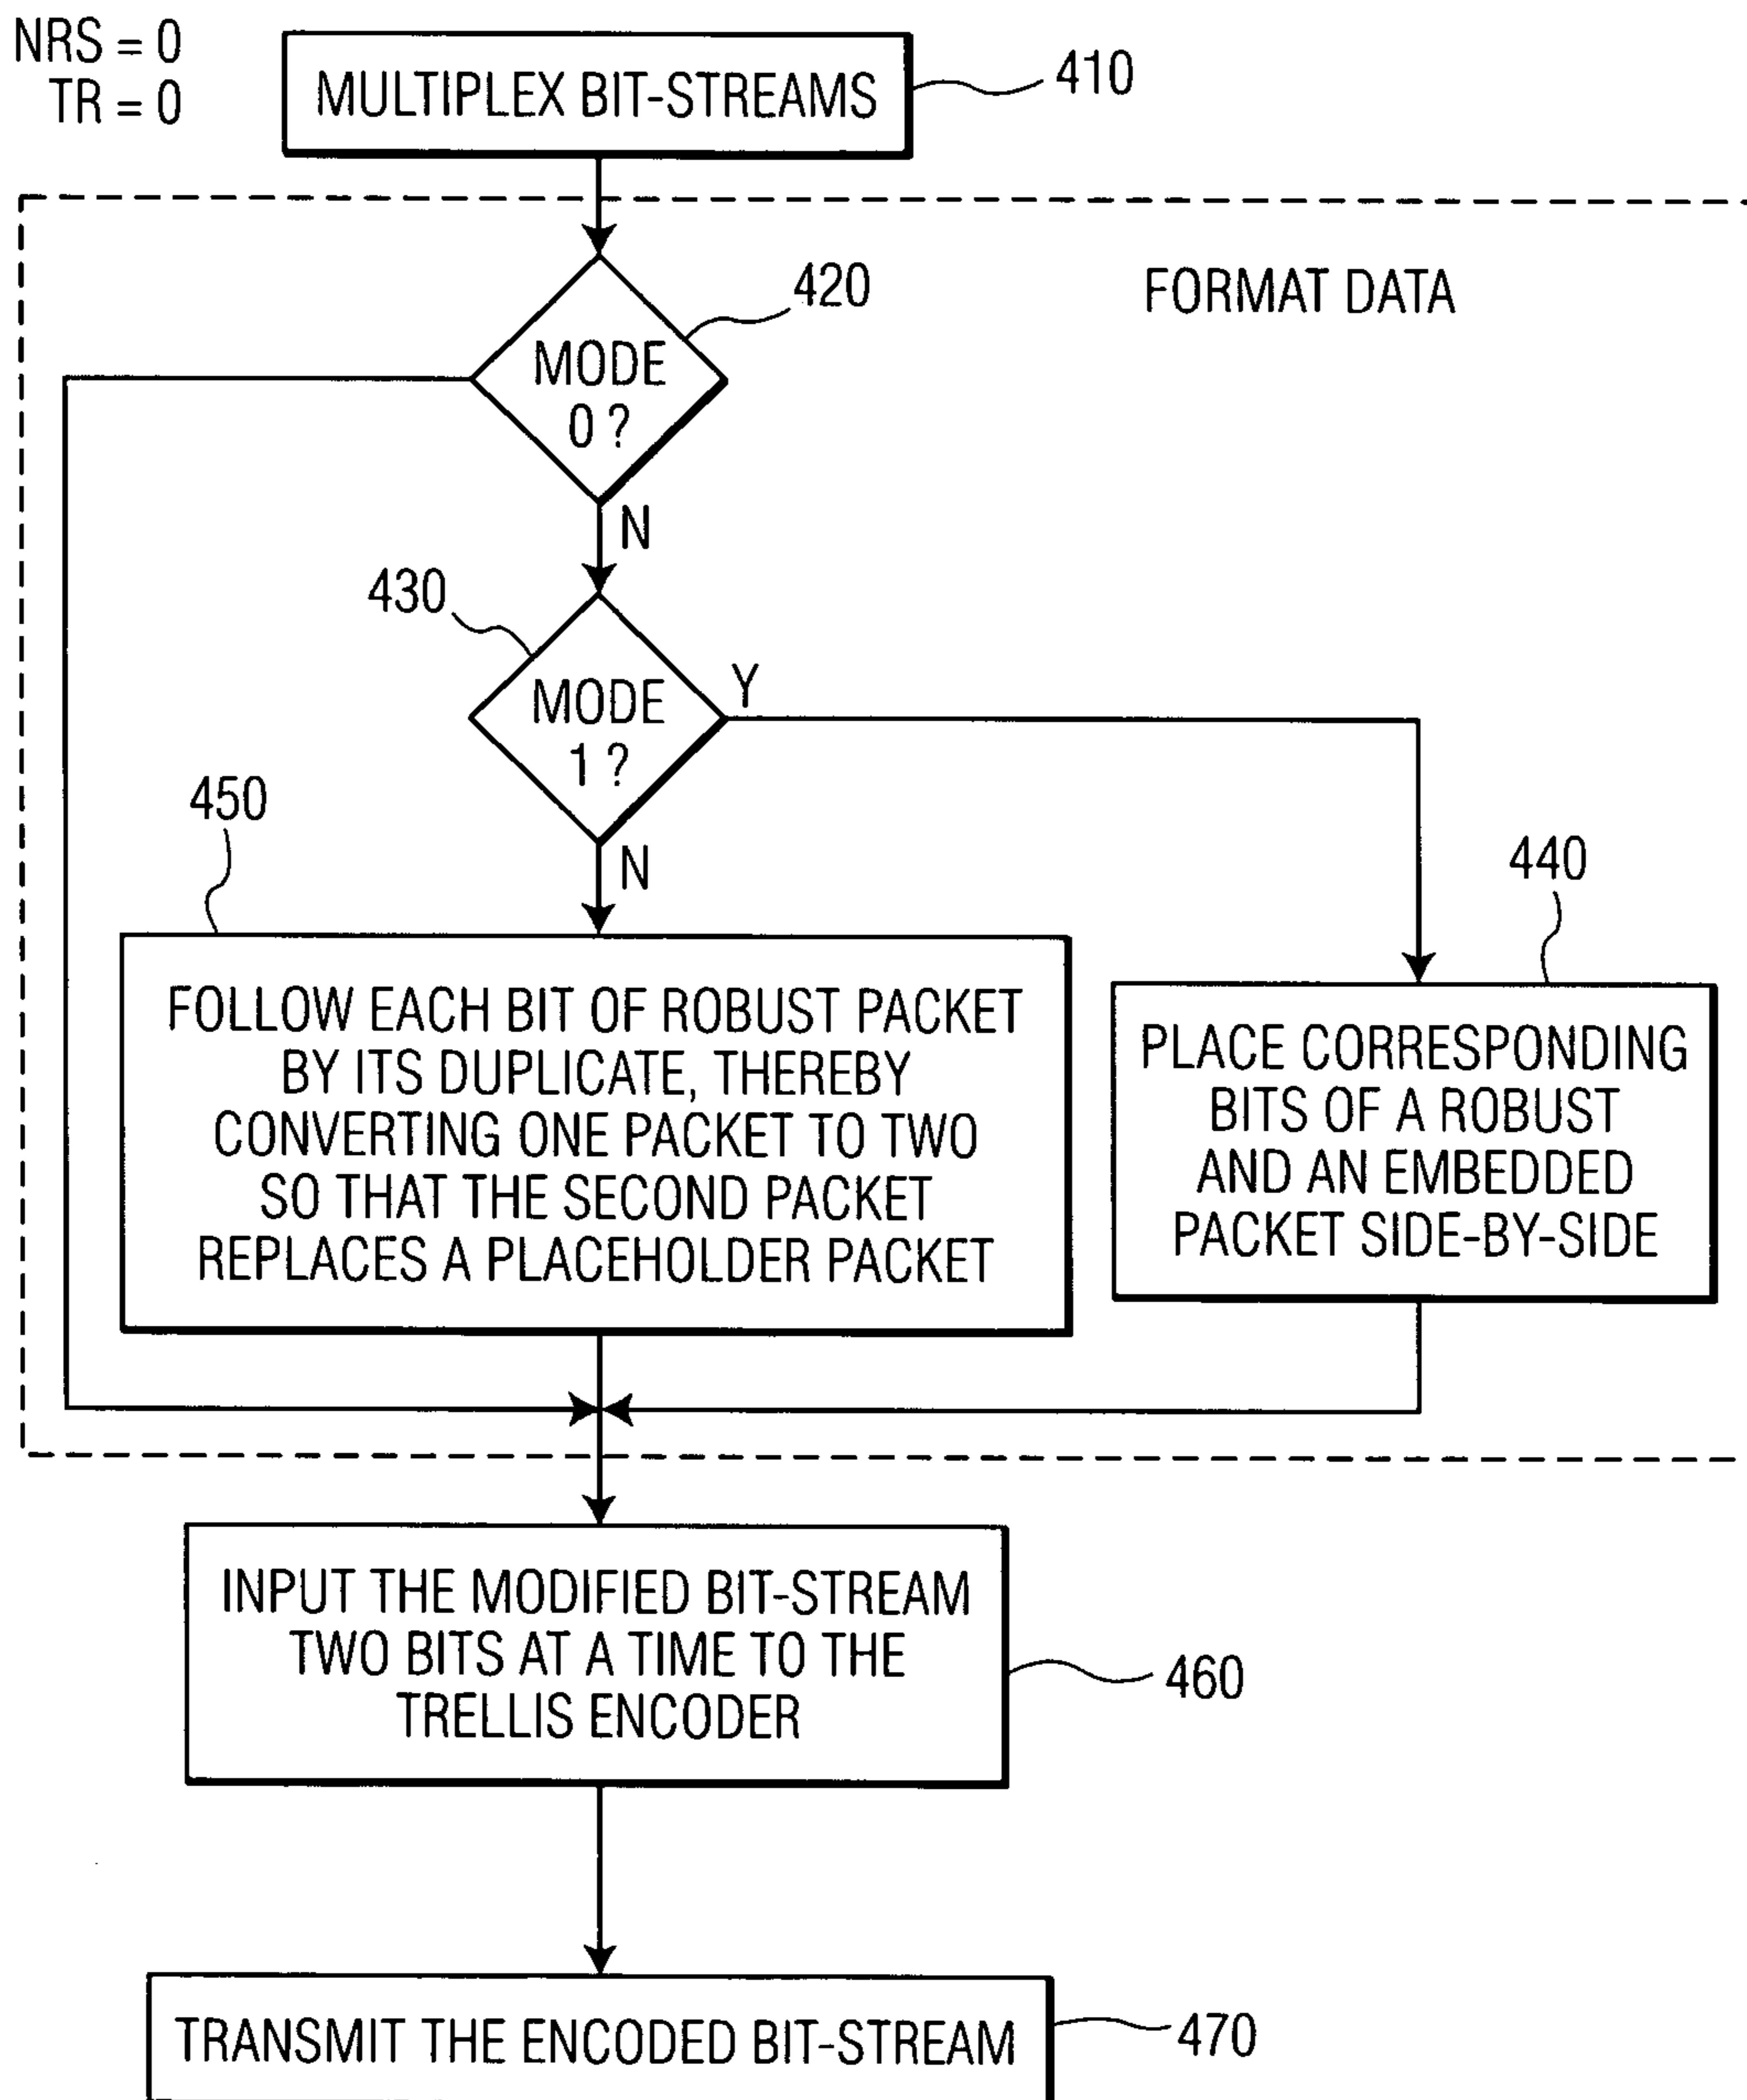 NRS = 0
TR = 0
MULTIPLEX BIT-STREAMS
410
FORMAT DATA
420
MODE
0 ?
N
430
MODE
1 ?
Y
N
450
440
FOLLOW EACH BIT OF ROBUST PACKET
BY ITS DUPLICATE, THEREBY
CONVERTING ONE PACKET TO TWO
SO THAT THE SECOND PACKET
REPLACES A PLACEHOLDER PACKET
PLACE CORRESPONDING
BITS OF A ROBUST
AND AN EMBEDDED
PACKET SIDE-BY-SIDE
INPUT THE MODIFIED BIT-STREAM
TWO BITS AT A TIME TO THE
TRELLIS ENCODER
460
TRANSMIT THE ENCODED BIT-STREAM
470